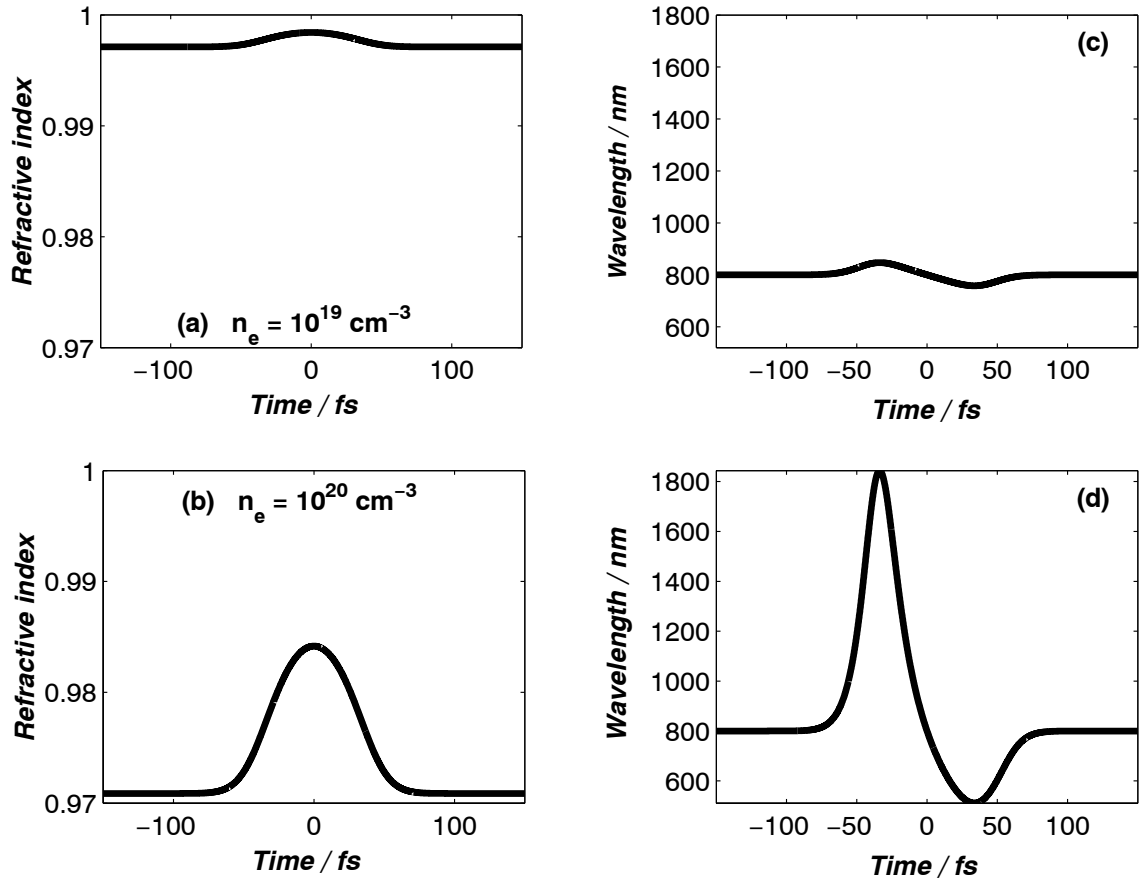 1
0.99
0.98
0.97
Refractive index
(a) n_e = 10^19 cm^−3
−100 0 100
Time / fs
1800
1600
1400
1200
1000
800
600
Wavelength / nm
(c)
−100 −50 0 50 100
Time / fs
1
0.99
0.98
0.97
Refractive index
(b) n_e = 10^20 cm^−3
−100 0 100
Time / fs
1800
1600
1400
1200
1000
800
600
Wavelength / nm
(d)
−100 −50 0 50 100
Time / fs